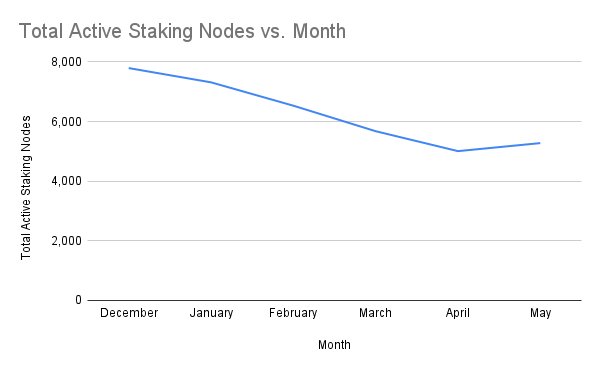 Total Active Staking Nodes vs. Month
8,000
6,000
4,000
2,000
0
Total Active Staking Nodes
December January February March April May
Month